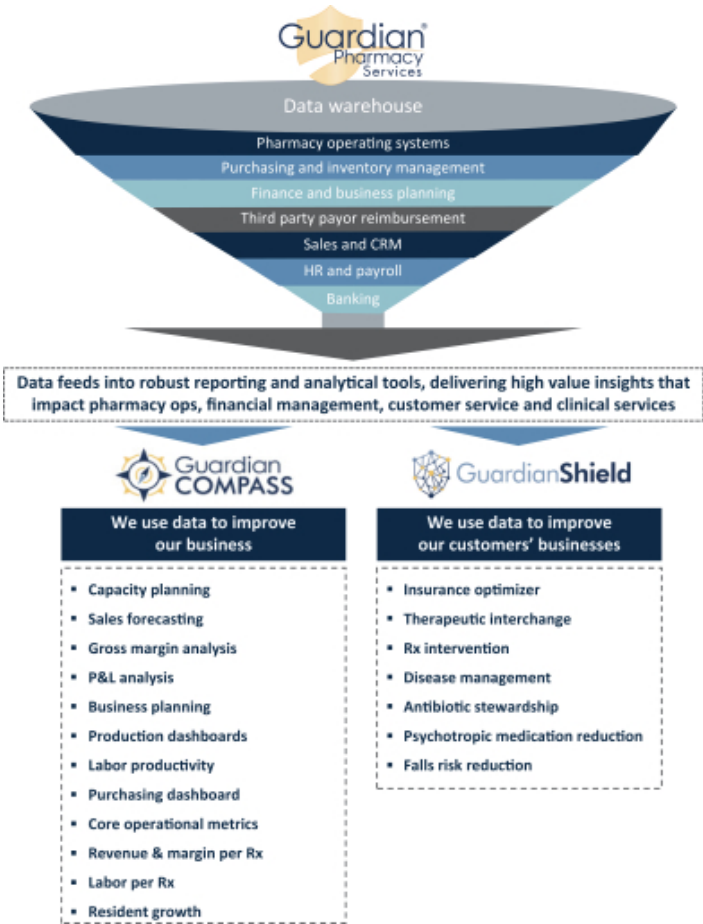 Guardian®
Pharmacy
Services
Data warehouse
Pharmacy operating systems
Purchasing and inventory management
Finance and business planning
Third party payor reimbursement
Sales and CRM
HR and payroll
Banking
Data feeds into robust reporting and analytical tools, delivering high value insights that
impact pharmacy ops, financial management, customer service and clinical services
Guardian
COMPASS
We use data to improve
our business
▪ Capacity planning
▪ Sales forecasting
▪ Gross margin analysis
▪ P&L analysis
▪ Business planning
▪ Production dashboards
▪ Labor productivity
▪ Purchasing dashboard
▪ Core operational metrics
▪ Revenue & margin per Rx
▪ Labor per Rx
▪ Resident growth
GuardianShield
We use data to improve
our customers’ businesses
▪ Insurance optimizer
▪ Therapeutic interchange
▪ Rx intervention
▪ Disease management
▪ Antibiotic stewardship
▪ Psychotropic medication reduction
▪ Falls risk reduction